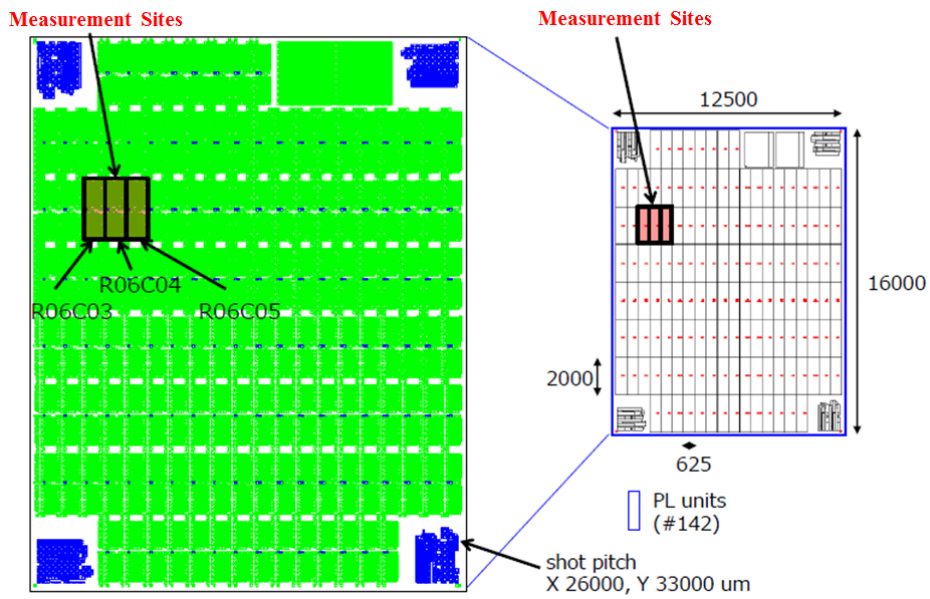 Measurement Sites
Measurement Sites
12500
R06C04
R06C03
R06C05
16000
2000
625
PL units
(#142)
shot pitch
X 26000, Y 33000 um